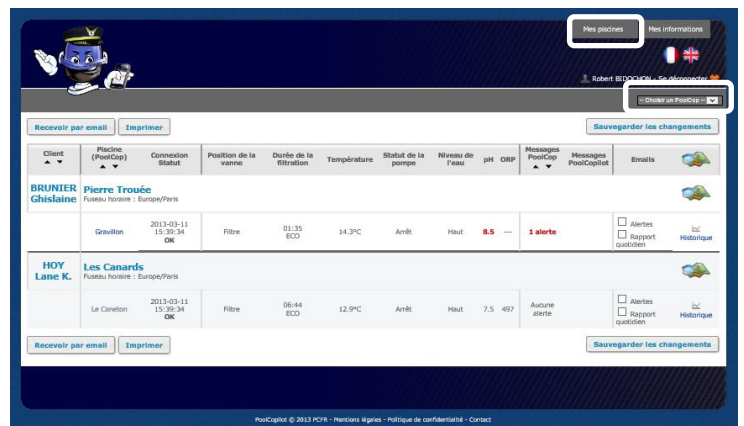 Mes piscines Mes informations
Robert BIDOCHON - Se déconnecter
-- Choisir un PoolCop --
Recevoir par email Imprimer Sauvegarder les changements
Client Piscine (PoolCop) Connexion Statut Position de la vanne Durée de la filtration Température Statut de la pompe Niveau de l'eau pH ORP Messages PoolCop Messages PoolCopilot Emails
BRUNIER Ghislaine Pierre Trouée
Fuseau horaire : Europe/Paris
Gravillon 2013-03-11 15:39:34 OK Filtre 01:35 ECO 14.3°C Arrêt Haut 8.5 --- 1 alerte Alertes Rapport quotidien Historique
HOY Lane K. Les Canards
Fuseau horaire : Europe/Paris
Le Caneton 2013-03-11 15:39:34 OK Filtre 06:44 ECO 12.9°C Arrêt Haut 7.5 497 Aucune alerte Alertes Rapport quotidien Historique
Recevoir par email Imprimer Sauvegarder les changements
PoolCopilot © 2013 PCFR - Mentions légales - Politique de confidentialité - Contact